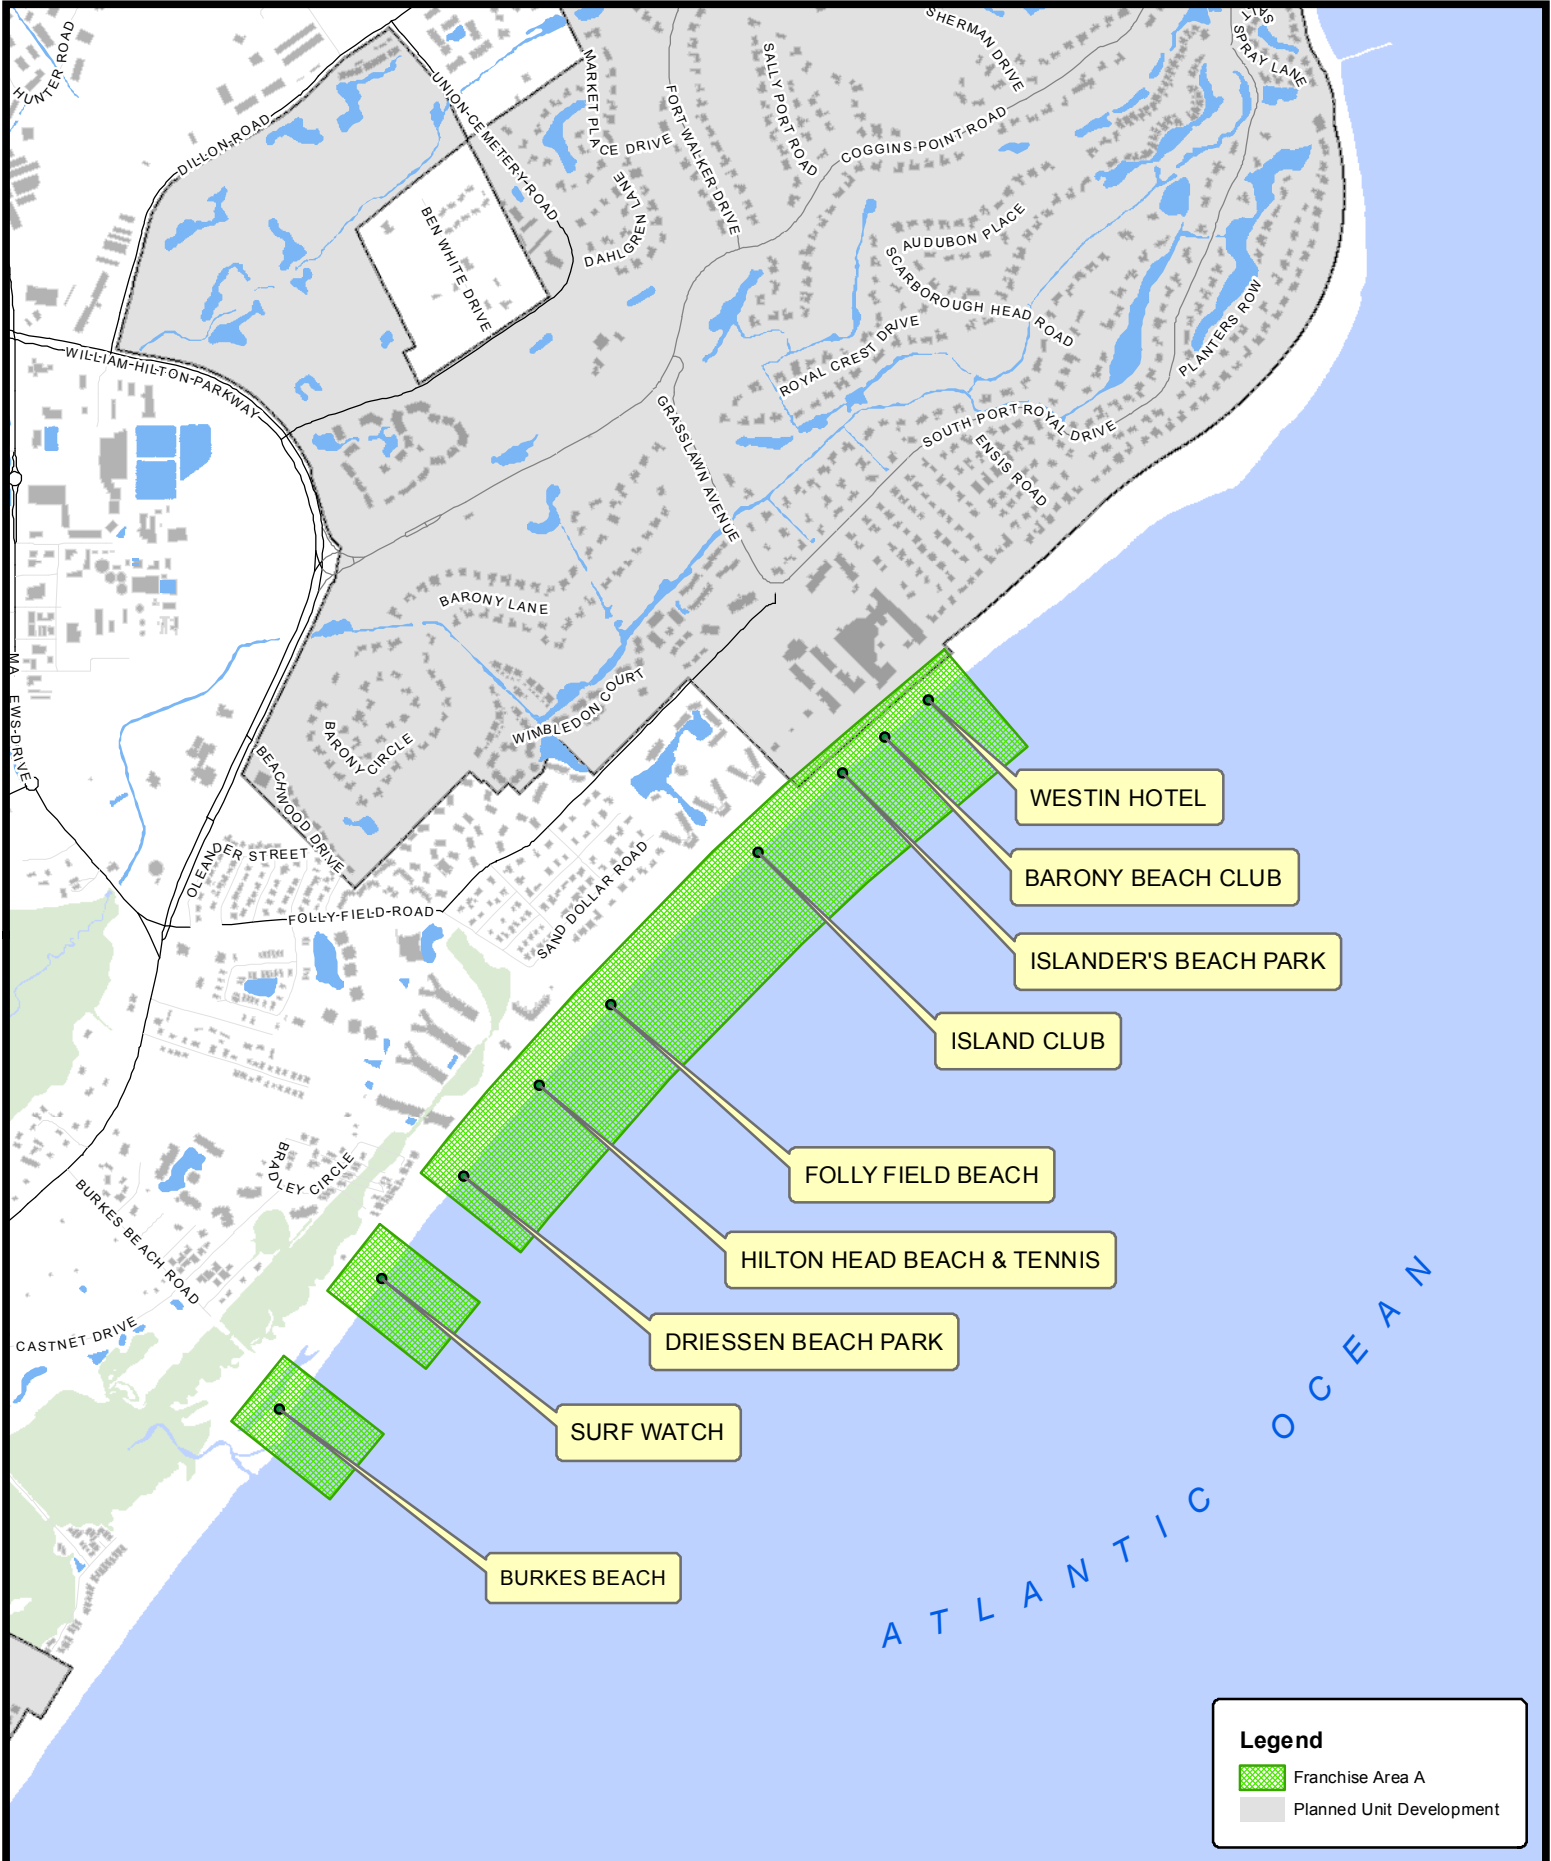 HUNTER ROAD
DILLON ROAD
UNION CEMETERY ROAD
MARKET PLACE DRIVE
FORT WALKER DRIVE
SALLY PORT ROAD
SHERMAN DRIVE
SPRAY LANE
COGGINS POINT ROAD
DAHLGREN LANE
BEN WHITE DRIVE
AUDUBON PLACE
SCARBOROUGH HEAD ROAD
PLANTERS ROW
ROYAL CREST DRIVE
WILLIAM HILTON PARKWAY
GRASSLAWN AVENUE
SOUTH PORT ROYAL DRIVE
ENSIS ROAD
BARONY LANE
WIMBLEDON COURT
BARONY CIRCLE
BEACHWOOD DRIVE
MA EWS DRIVE
OLEANDER STREET
FOLLY FIELD ROAD
SAND DOLLAR ROAD
BRADLEY CIRCLE
BURKES BEACH ROAD
CASTNET DRIVE
WESTIN HOTEL
BARONY BEACH CLUB
ISLANDER'S BEACH PARK
ISLAND CLUB
FOLLY FIELD BEACH
HILTON HEAD BEACH & TENNIS
DRIESSEN BEACH PARK
SURF WATCH
BURKES BEACH
ATLANTIC OCEAN
Legend
Franchise Area A
Planned Unit Development